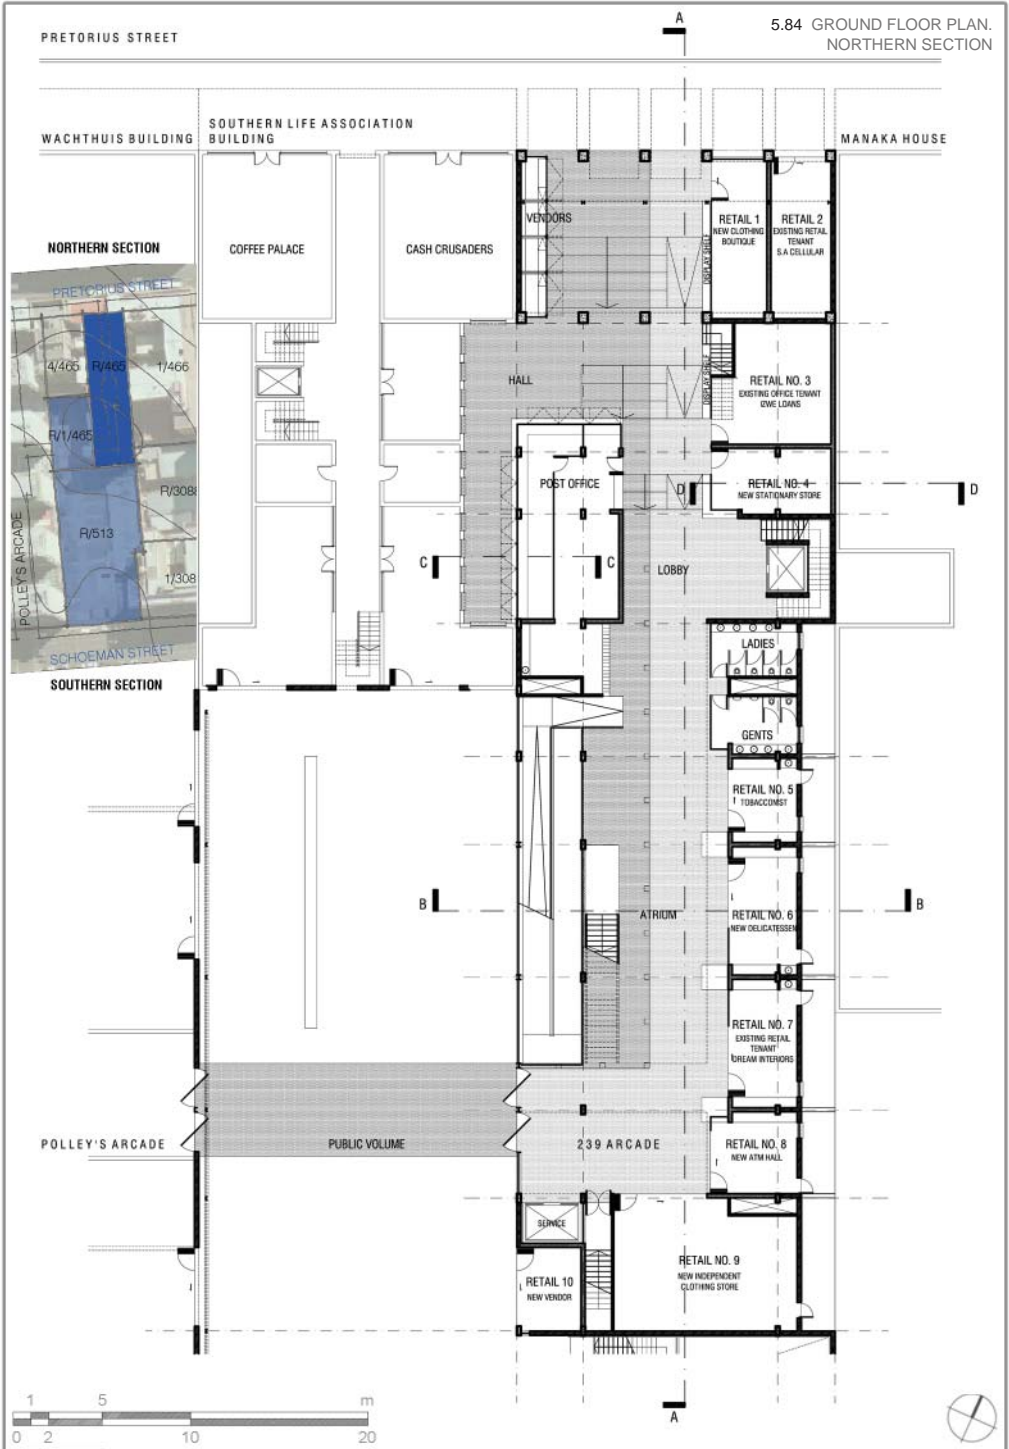 A
5.84 GROUND FLOOR PLAN.
NORTHERN SECTION
PRETORIUS STREET
SOUTHERN LIFE ASSOCIATION
BUILDING
WACHTHUIS BUILDING
MANAKA HOUSE
NORTHERN SECTION
COFFEE PALACE
CASH CRUSADERS
VENDORS
DISPLAY SHELF
RETAIL 1
NEW CLOTHING
BOUTIQUE
RETAIL 2
EXISTING RETAIL
TENANT
S.A CELLULAR
PRETORIUS STREET
4/465
R/465
1/466
R/1/465
R/308
R/513
1/308
POLLEY'S ARCADE
SCHOEMAN STREET
SOUTHERN SECTION
HALL
DISPLAY SHELF
RETAIL NO. 3
EXISTING OFFICE TENANT
IZWE LOANS
POST OFFICE
D
RETAIL NO. 4
NEW STATIONARY STORE
D
C
C
LOBBY
LADIES
GENTS
RETAIL NO. 5
TOBACCONIST
B
ATRIUM
RETAIL NO. 6
NEW DELICATESSEN
B
RETAIL NO. 7
EXISTING RETAIL
TENANT
DREAM INTERIORS
POLLEY'S ARCADE
PUBLIC VOLUME
239 ARCADE
RETAIL NO. 8
NEW ATM HALL
SERVICE
RETAIL NO. 9
NEW INDEPENDENT
CLOTHING STORE
RETAIL 10
NEW VENDOR
1 5 m
0 2 10 20
A